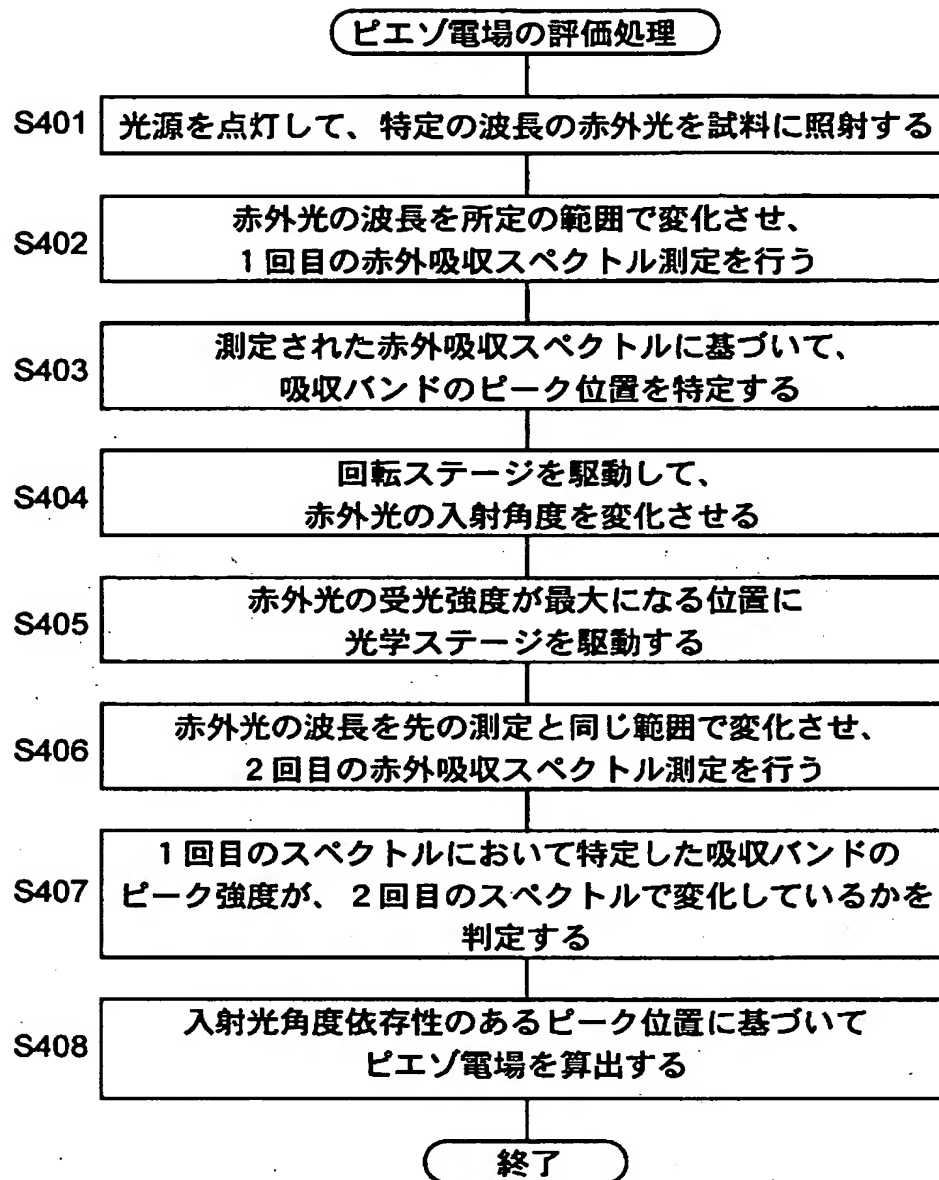 ピエゾ電場の評価処理
S401 光源を点灯して、特定の波長の赤外光を試料に照射する
S402 赤外光の波長を所定の範囲で変化させ、
1回目の赤外吸収スペクトル測定を行う
S403 測定された赤外吸収スペクトルに基づいて、
吸収バンドのピーク位置を特定する
S404 回転ステージを駆動して、
赤外光の入射角度を変化させる
S405 赤外光の受光強度が最大になる位置に
光学ステージを駆動する
S406 赤外光の波長を先の測定と同じ範囲で変化させ、
2回目の赤外吸収スペクトル測定を行う
S407 1回目のスペクトルにおいて特定した吸収バンドの
ピーク強度が、2回目のスペクトルで変化しているかを
判定する
S408 入射光角度依存性のあるピーク位置に基づいて
ピエゾ電場を算出する
終了